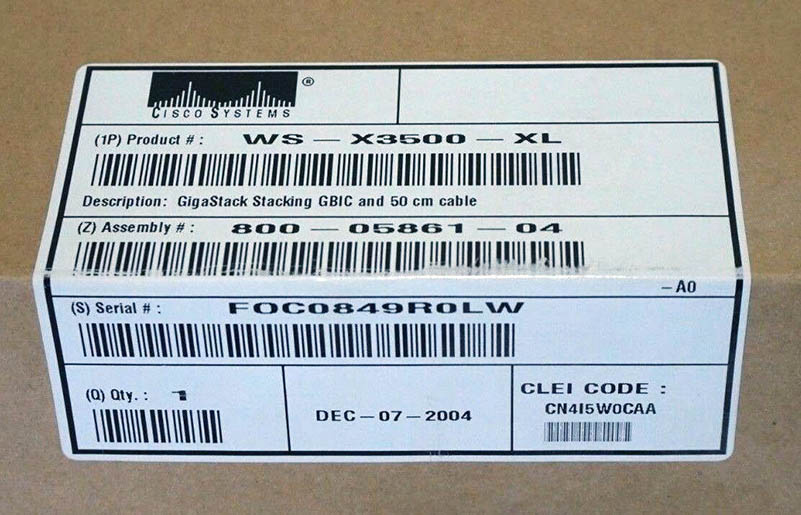 ®
CISCO SYSTEMS
(1P) Product # : WS – X3500 – XL
Description: GigaStack Stacking GBIC and 50 cm cable
(Z) Assembly # : 800 – 05861 – 04
– A0
(S) Serial # : FOC0849R0LW
(Q) Qty. : 1
DEC – 07 – 2004
CLEI CODE :
CN4I5W0CAA